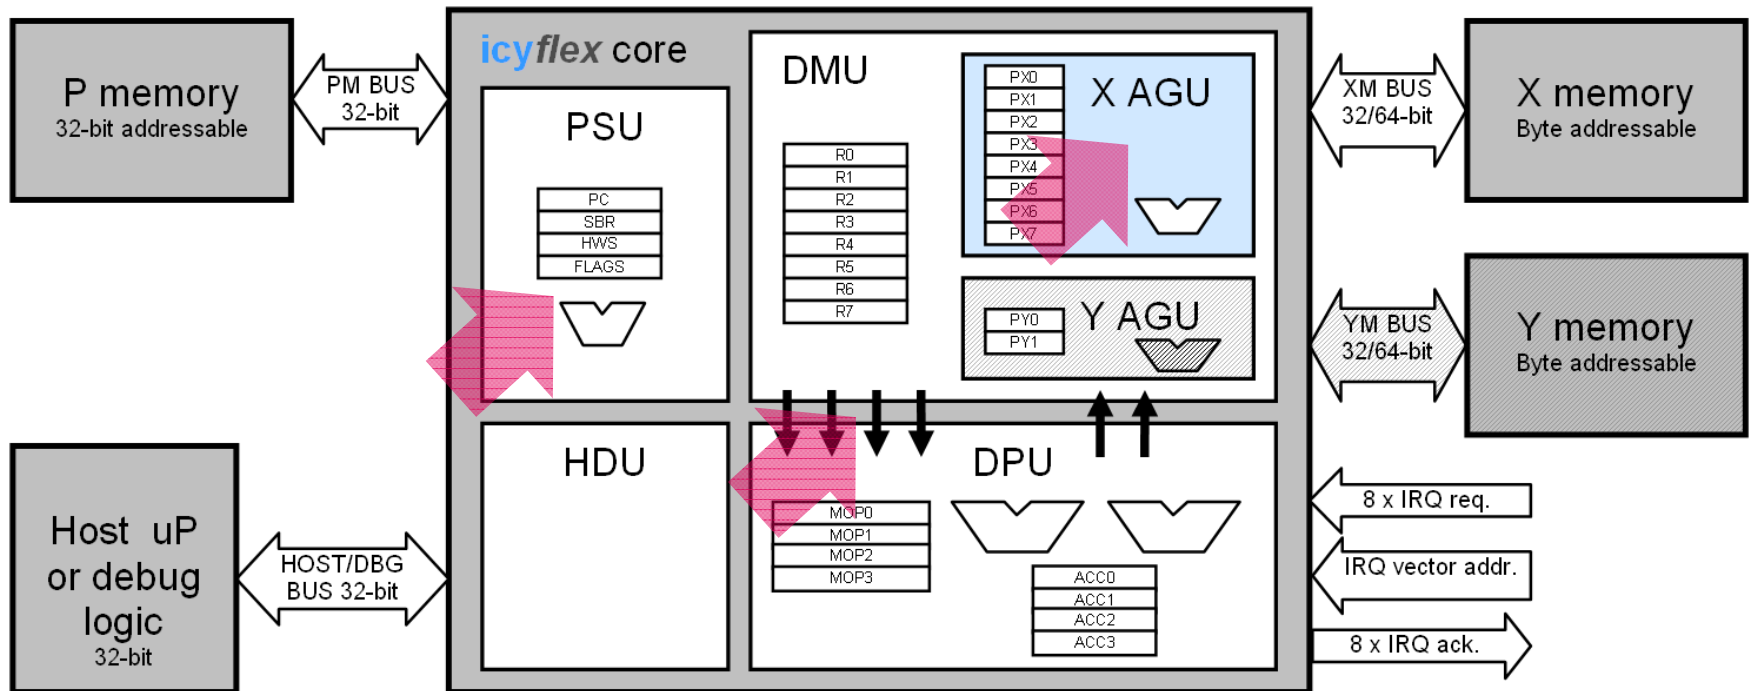 P memory
32-bit addressable
PM BUS
32-bit
Host uP
or debug
logic
32-bit
HOST/DBG
BUS 32-bit
icyflex core
PSU
PC
SBR
HWS
FLAGS
HDU
DMU
R0
R1
R2
R3
R4
R5
R6
R7
X AGU
PX0
PX1
PX2
PX3
PX4
PX5
PX6
PX7
Y AGU
PY0
PY1
DPU
MOP0
MOP1
MOP2
MOP3
ACC0
ACC1
ACC2
ACC3
XM BUS
32/64-bit
X memory
Byte addressable
YM BUS
32/64-bit
Y memory
Byte addressable
8 x IRQ req.
IRQ vector addr.
8 x IRQ ack.